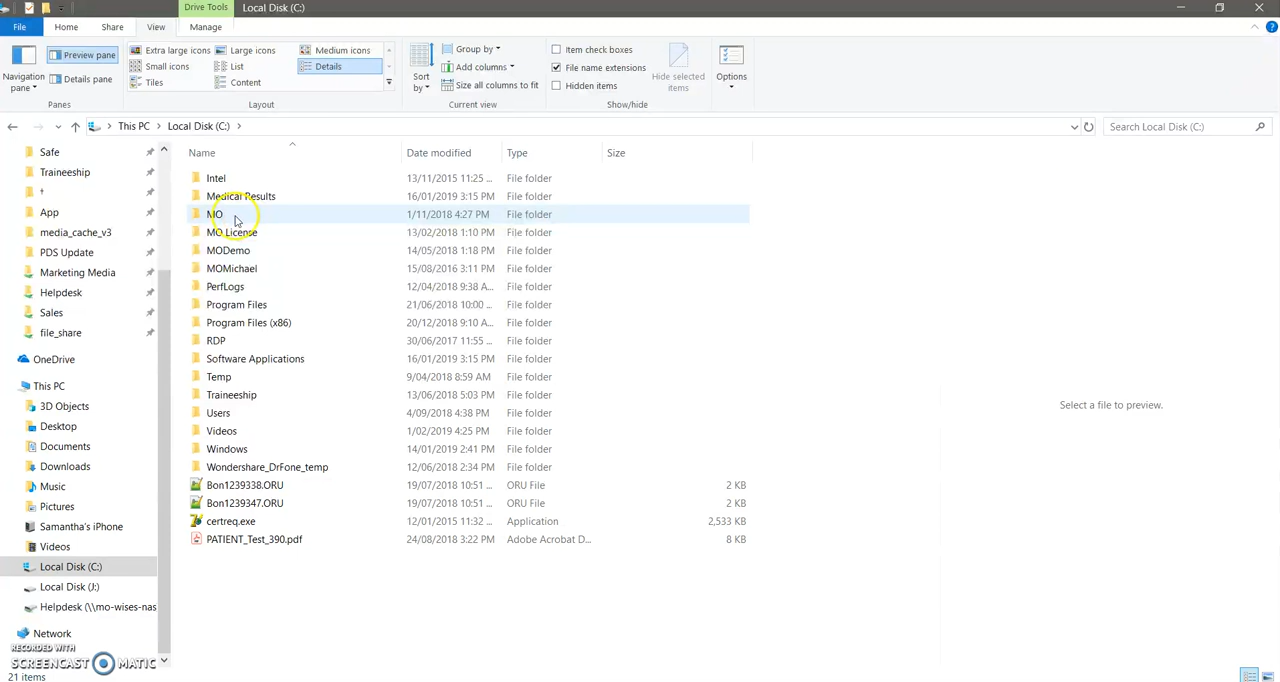 Drive Tools Local Disk (C:)
File Home Share View Manage
Preview pane
Details pane
Navigation pane
Panes
Extra large icons Large icons Medium icons
Small icons List Details
Tiles Content
Layout
Sort by
Group by
Add columns
Size all columns to fit
Current view
Item check boxes
File name extensions
Hidden items
Hide selected items
Show/hide
Options
This PC Local Disk (C:) Search Local Disk (C:)
Safe
Traineeship
†
App
media_cache_v3
PDS Update
Marketing Media
Helpdesk
Sales
file_share
OneDrive
This PC
3D Objects
Desktop
Documents
Downloads
Music
Pictures
Samantha's iPhone
Videos
Local Disk (C:)
Local Disk (J:)
Helpdesk (\\mo-wises-nas
Network
RECORDED WITH
SCREENCAST MATIC
21 items
Name Date modified Type Size
Intel 13/11/2015 11:25 ... File folder
Medical Results 16/01/2019 3:15 PM File folder
MO 1/11/2018 4:27 PM File folder
MO License 13/02/2018 1:10 PM File folder
MODemo 14/05/2018 1:18 PM File folder
MOMichael 15/08/2016 3:11 PM File folder
PerfLogs 12/04/2018 9:38 A... File folder
Program Files 21/06/2018 10:00 ... File folder
Program Files (x86) 20/12/2018 9:10 A... File folder
RDP 30/06/2017 11:55 ... File folder
Software Applications 16/01/2019 3:15 PM File folder
Temp 9/04/2018 8:59 AM File folder
Traineeship 13/06/2018 5:03 PM File folder
Users 4/09/2018 4:38 PM File folder
Videos 1/02/2019 4:25 PM File folder
Windows 14/01/2019 2:41 PM File folder
Wondershare_DrFone_temp 12/06/2018 2:34 PM File folder
Bon1239338.ORU 19/07/2018 10:51 ... ORU File 2 KB
Bon1239347.ORU 19/07/2018 10:51 ... ORU File 2 KB
certreq.exe 12/01/2015 11:32 ... Application 2,533 KB
PATIENT_Test_390.pdf 24/08/2018 3:22 PM Adobe Acrobat D... 8 KB
Select a file to preview.